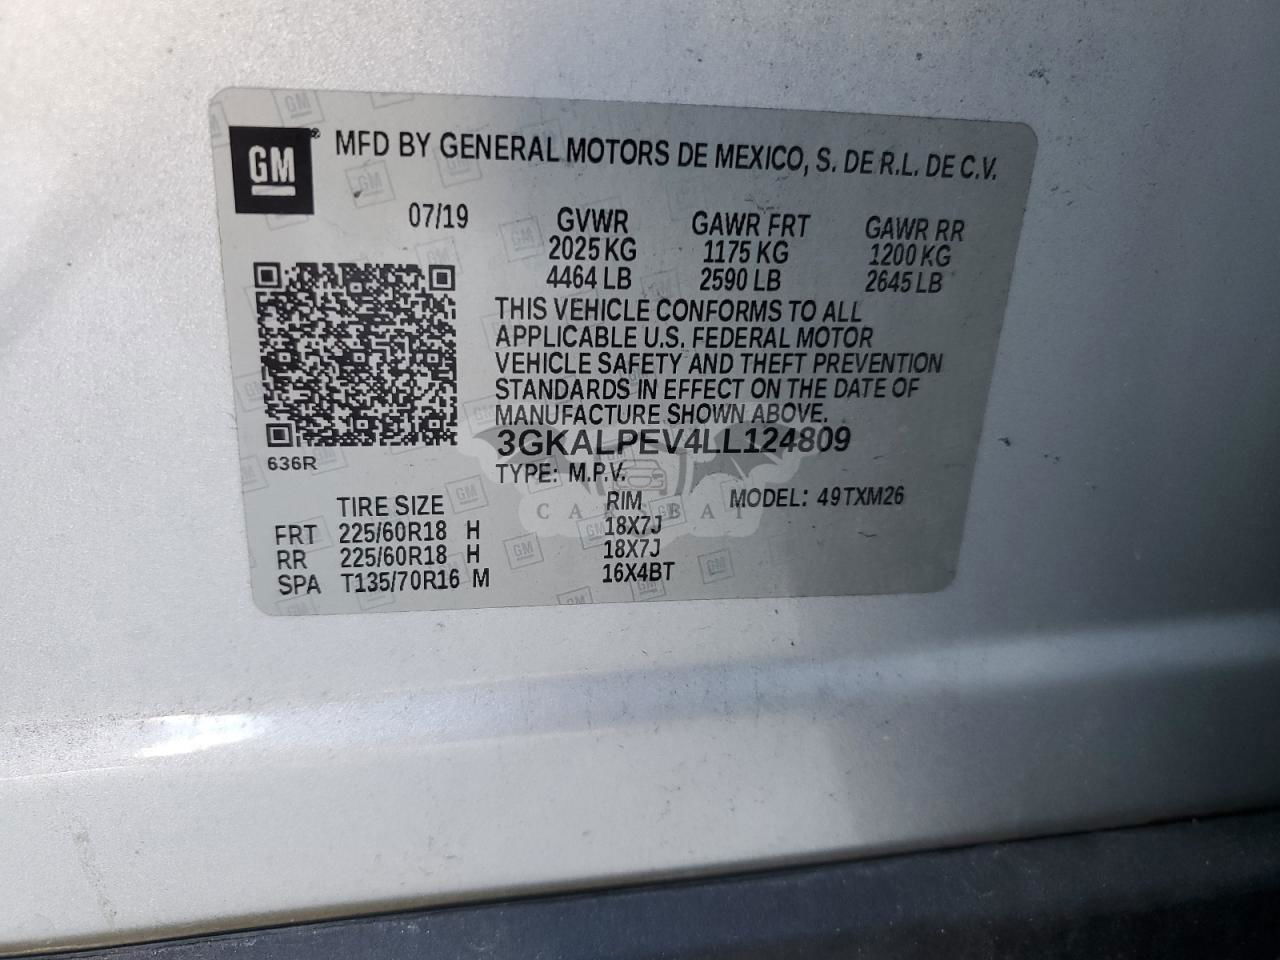 GM® MFD BY GENERAL MOTORS DE MEXICO, S. DE R.L. DE C.V.
07/19 GVWR GAWR FRT GAWR RR
2025 KG 1175 KG 1200 KG
4464 LB 2590 LB 2645 LB
THIS VEHICLE CONFORMS TO ALL
APPLICABLE U.S. FEDERAL MOTOR
VEHICLE SAFETY AND THEFT PREVENTION
STANDARDS IN EFFECT ON THE DATE OF
MANUFACTURE SHOWN ABOVE.
3GKALPEV4LL124809
636R
TYPE: M.P.V.
TIRE SIZE RIM MODEL: 49TXM26
CARSBAT
FRT 225/60R18 H 18X7J
RR 225/60R18 H 18X7J
SPA T135/70R16 M 16X4BT